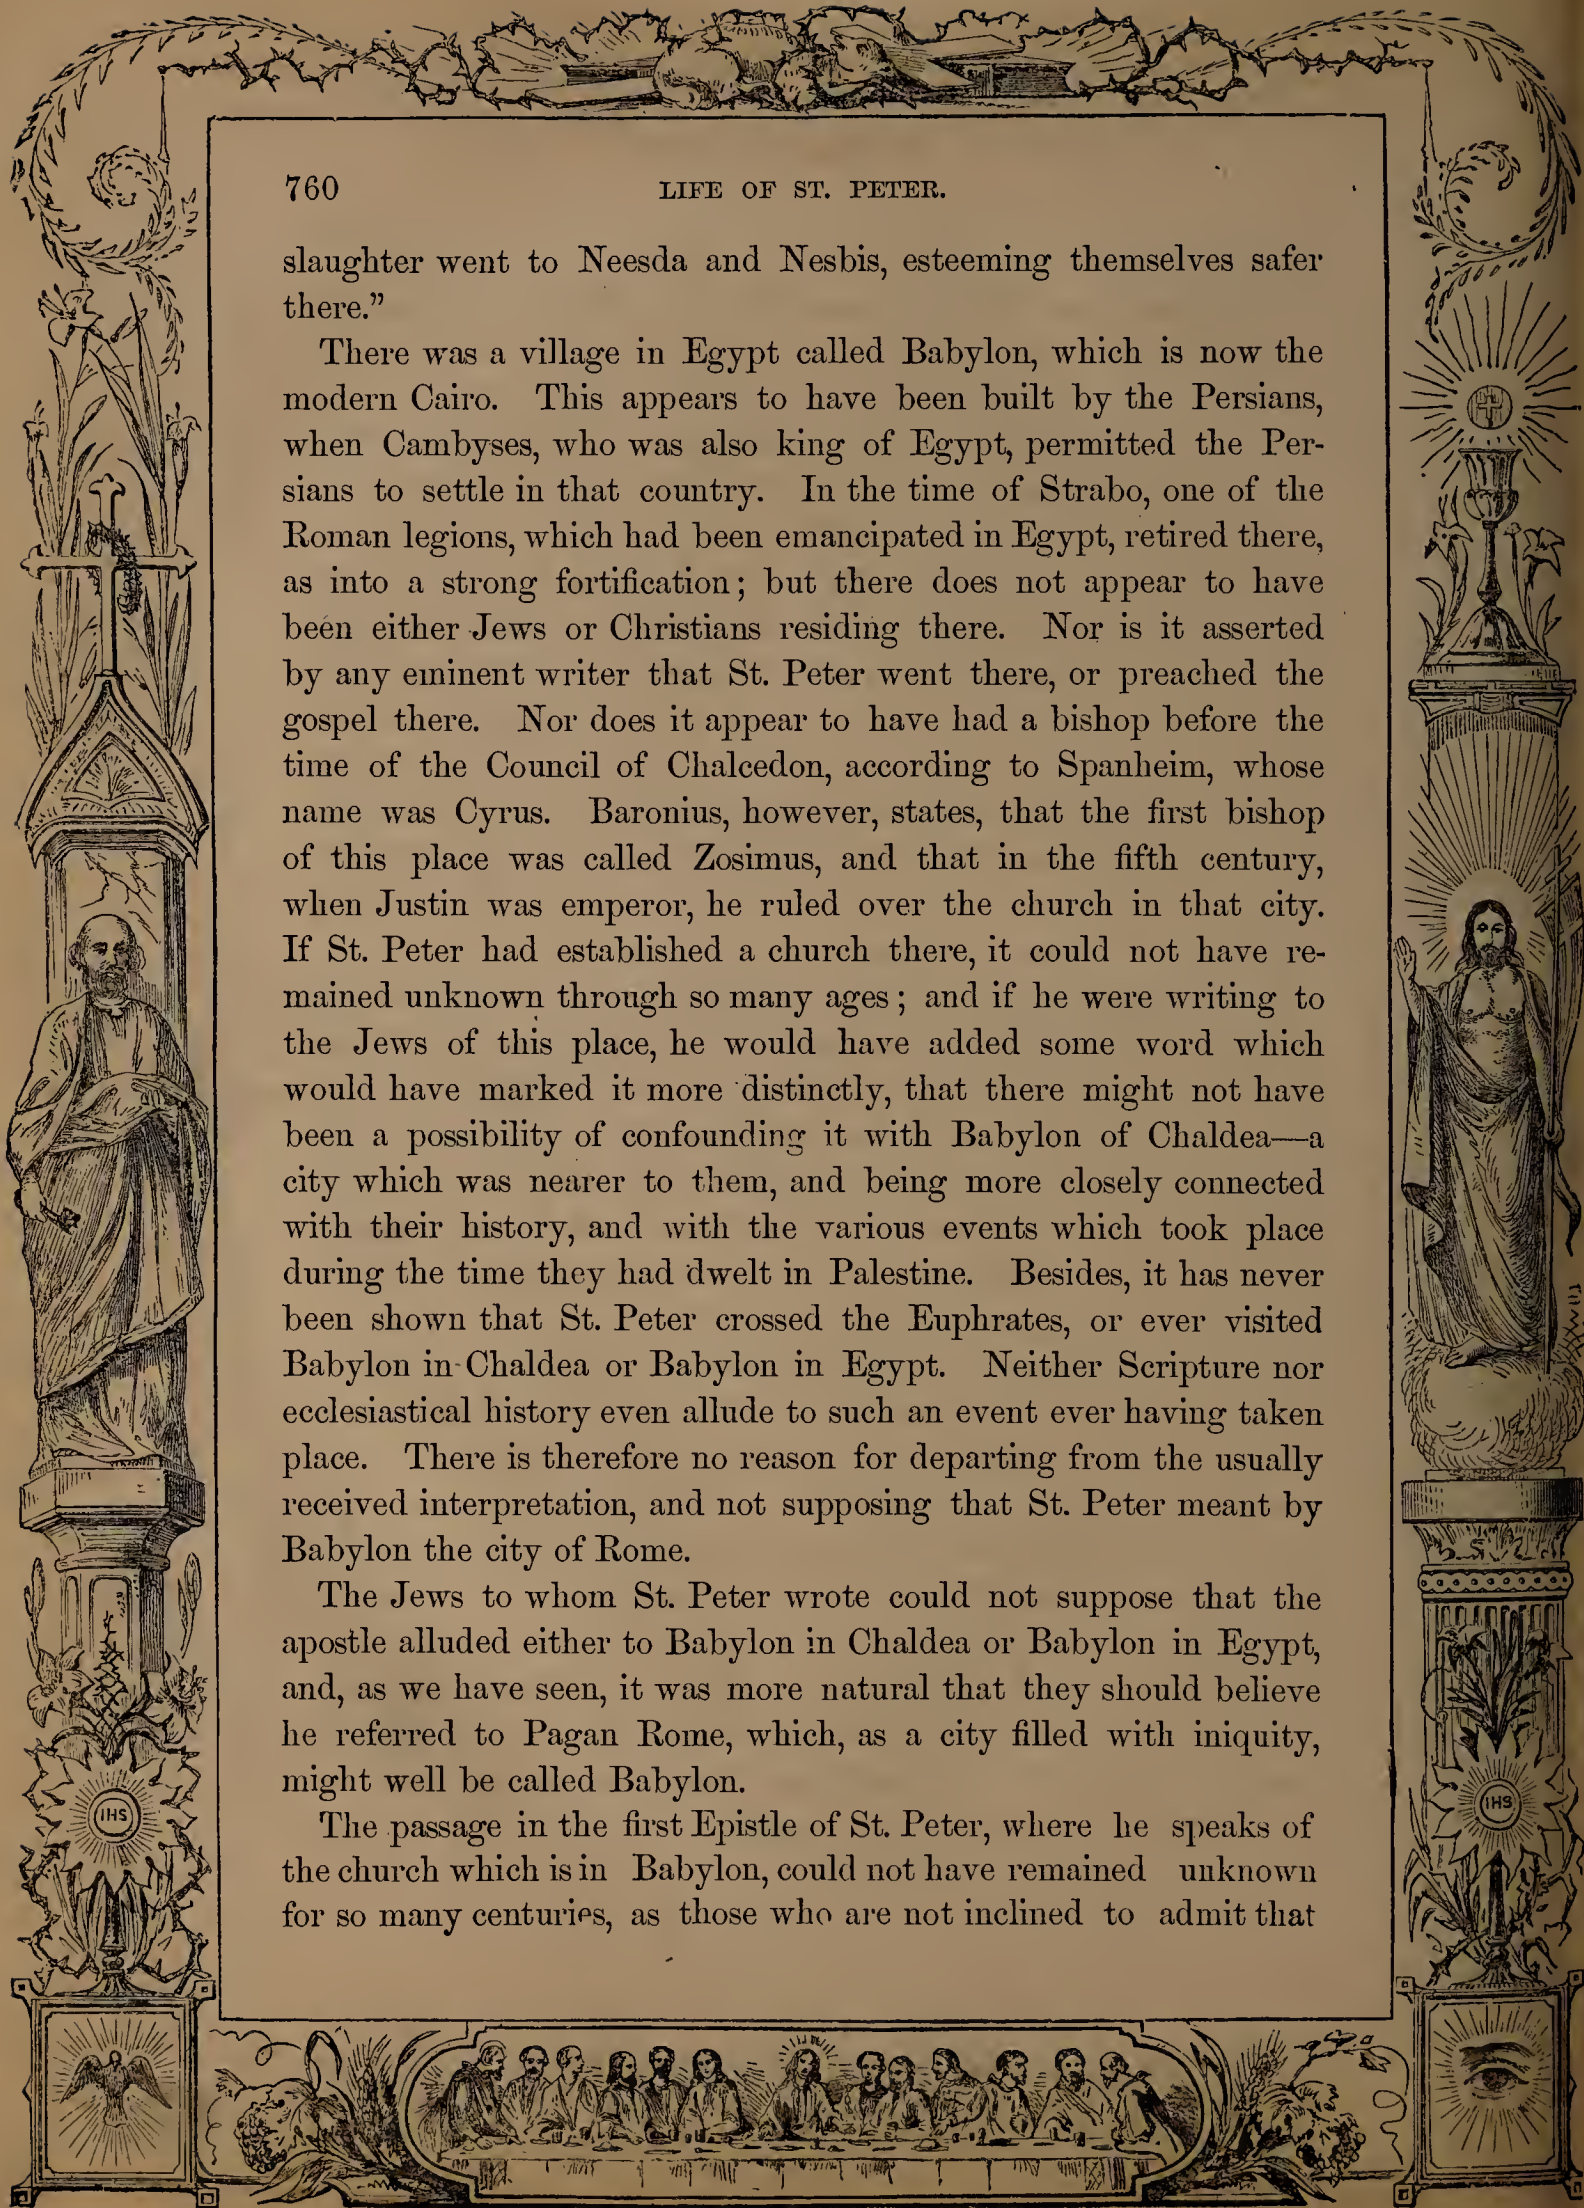 760 LIFE OF ST. PETER.
slaughter went to Neesda and Nesbis, esteeming themselves safer
there.”
There was a village in Egypt called Babylon, which is now the
modern Cairo. This appears to have been built by the Persians,
when Cambyses, who was also king of Egypt, permitted the Per-
sians to settle in that country. In the time of Strabo, one of the
Roman legions, which had been emancipated in Egypt, retired there,
as into a strong fortification; but there does not appear to have
been either Jews or Christians residing there. Nor is it asserted
by any eminent writer that St. Peter went there, or preached the
gospel there. Nor does it appear to have had a bishop before the
time of the Council of Chalcedon, according to Spanheim, whose
name was Cyrus. Baronius, however, states, that the first bishop
of this place was called Zosimus, and that in the fifth century,
when Justin was emperor, he ruled over the church in that city.
If St. Peter had established a church there, it could not have re-
mained unknown through so many ages; and if he were writing to
the Jews of this place, he would have added some word which
would have marked it more distinctly, that there might not have
been a possibility of confounding it with Babylon of Chaldea—a
city which was nearer to them, and being more closely connected
with their history, and with the various events which took place
during the time they had dwelt in Palestine. Besides, it has never
been shown that St. Peter crossed the Euphrates, or ever visited
Babylon in Chaldea or Babylon in Egypt. Neither Scripture nor
ecclesiastical history even allude to such an event ever having taken
place. There is therefore no reason for departing from the usually
received interpretation, and not supposing that St. Peter meant by
Babylon the city of Rome.
The Jews to whom St. Peter wrote could not suppose that the
apostle alluded either to Babylon in Chaldea or Babylon in Egypt,
and, as we have seen, it was more natural that they should believe
he referred to Pagan Rome, which, as a city filled with iniquity,
might well be called Babylon.
The passage in the first Epistle of St. Peter, where he speaks of
the church which is in Babylon, could not have remained unknown
for so many centuries, as those who are not inclined to admit that
IHS
IHS